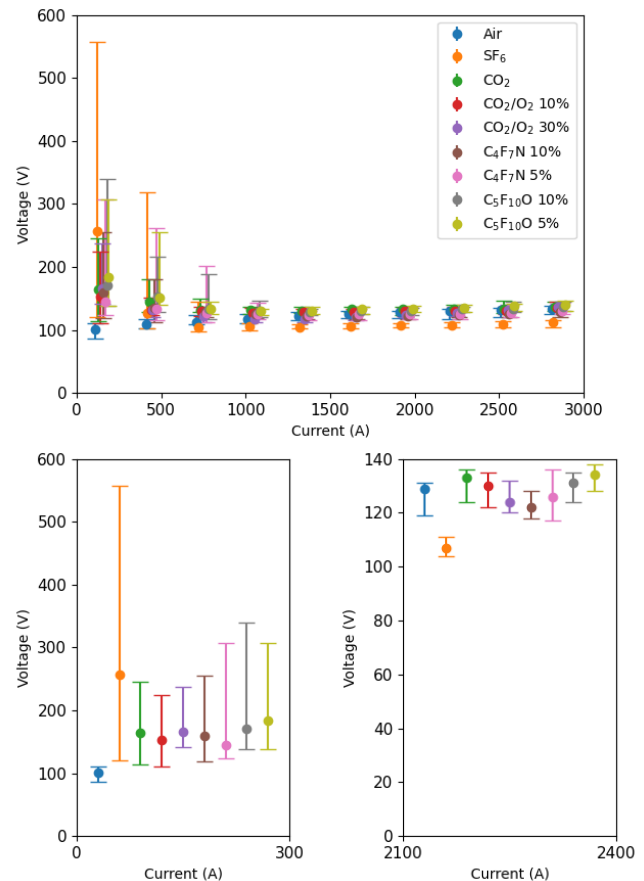 600
500
400
300
200
100
0
Voltage (V)
0 500 1000 1500 2000 2500 3000
Current (A)
Air
SF₆
CO₂
CO₂/O₂ 10%
CO₂/O₂ 30%
C₄F₇N 10%
C₄F₇N 5%
C₅F₁₀O 10%
C₅F₁₀O 5%
600
500
400
300
200
100
0
Voltage (V)
0 300
Current (A)
140
120
100
80
60
40
20
0
Voltage (V)
2100 2400
Current (A)